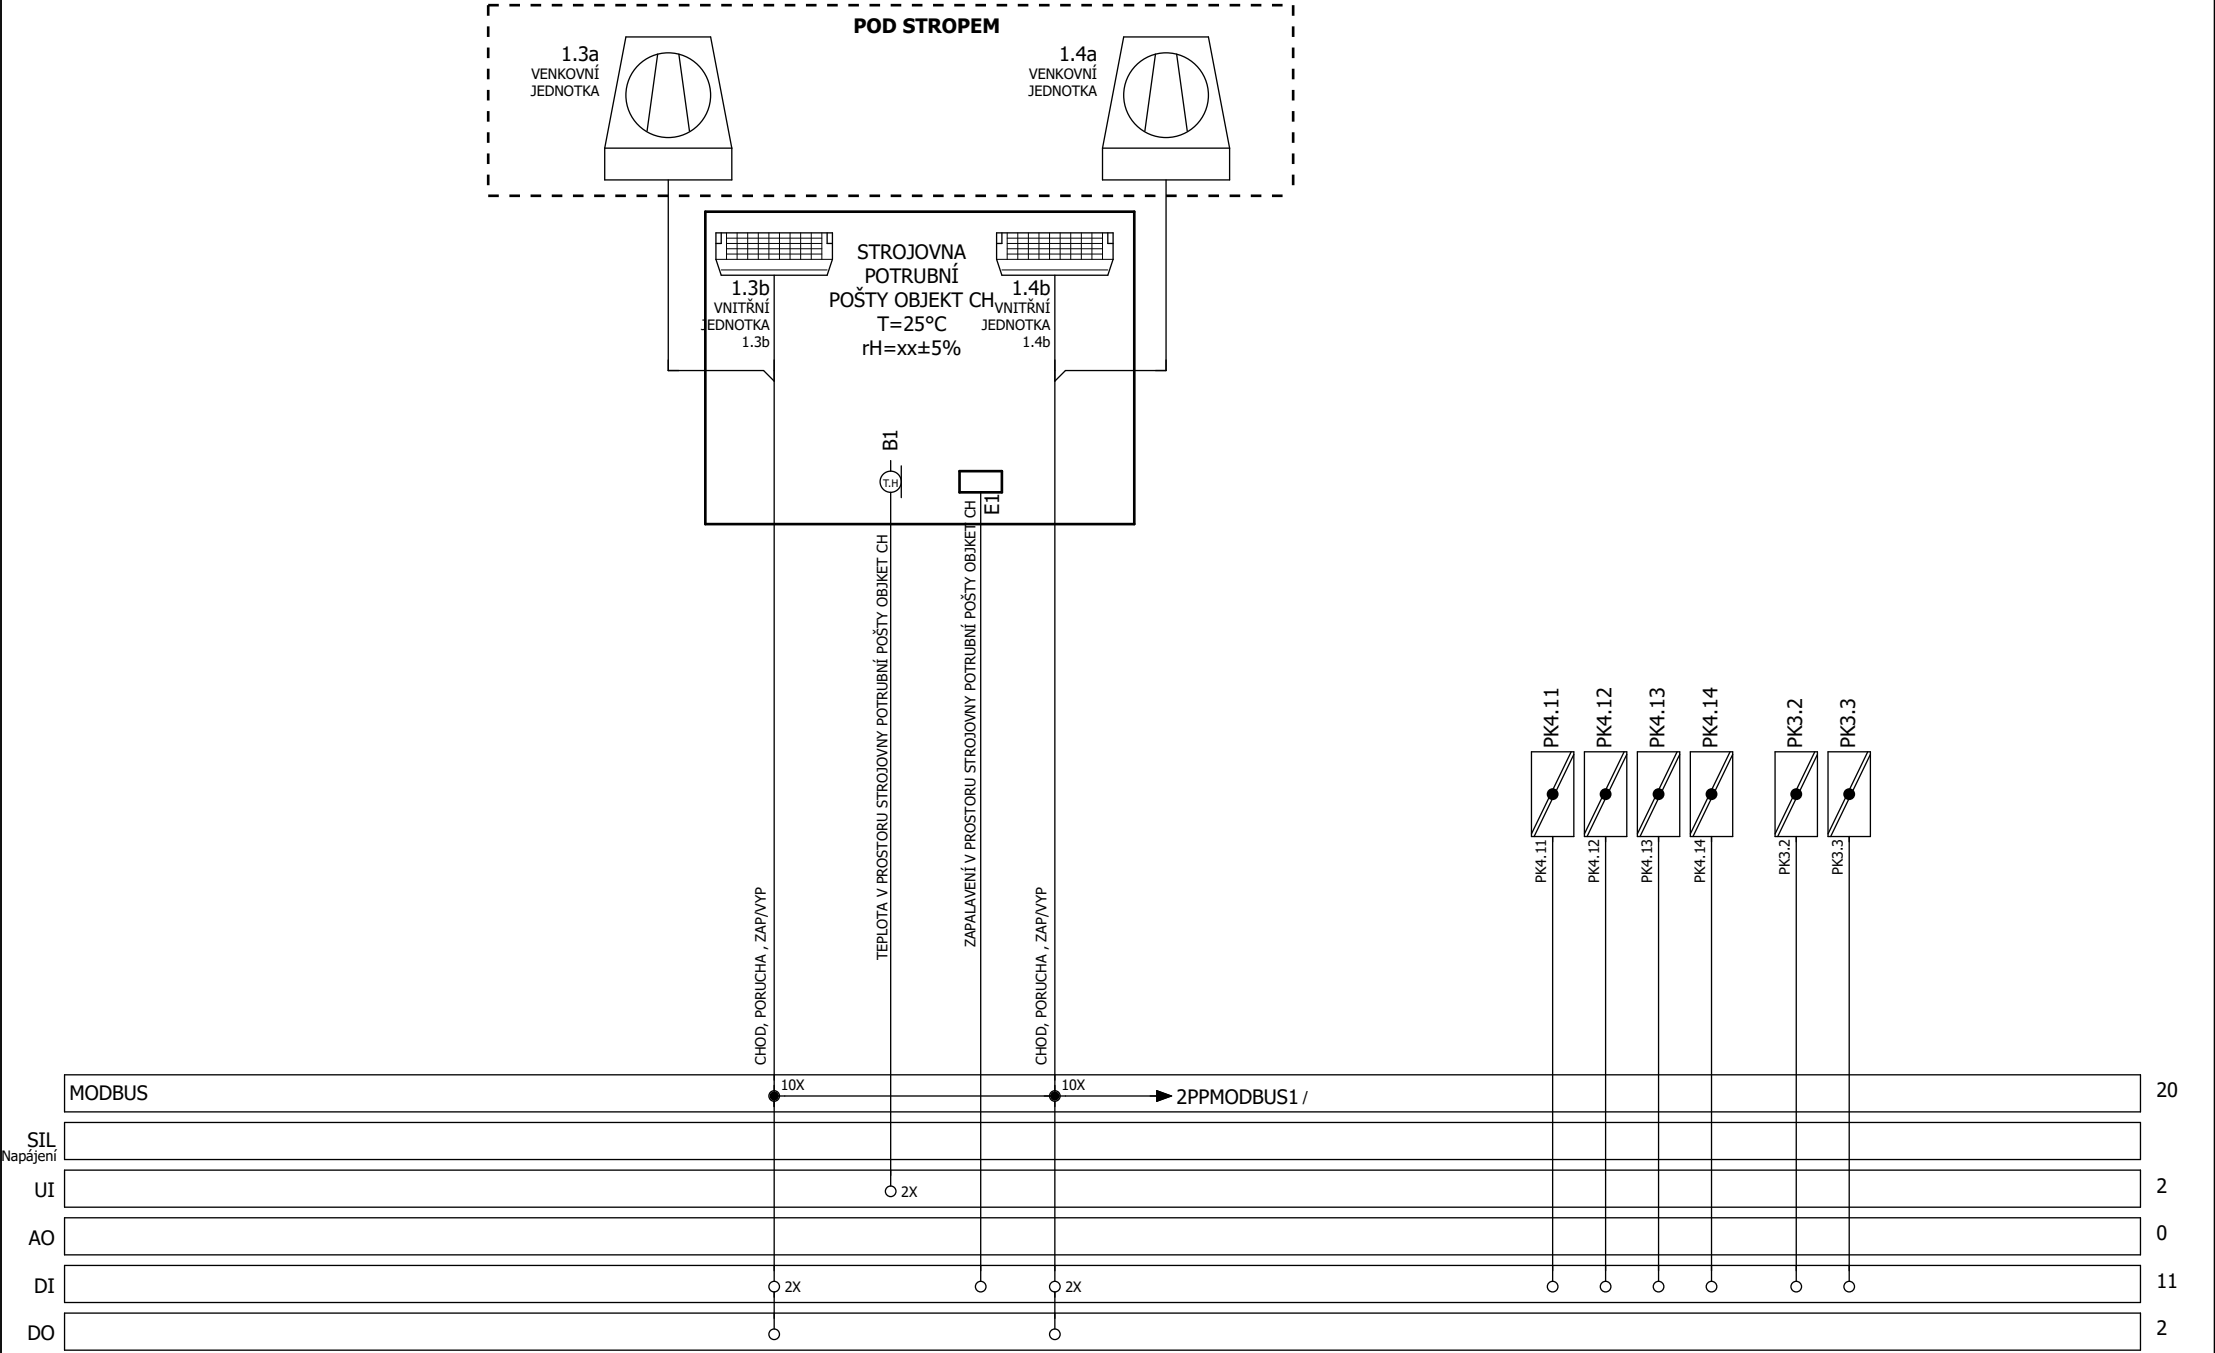 POD STROPEM
1.3a
VENKOVNÍ
JEDNOTKA
1.4a
VENKOVNÍ
JEDNOTKA
STROJOVNA
POTRUBNÍ
POŠTY OBJEKT CH
T=25°C
rH=xx±5%
1.3b
VNITŘNÍ
JEDNOTKA
1.3b
1.4b
VNITŘNÍ
JEDNOTKA
1.4b
B1
T.H
E1
CHOD, PORUCHA , ZAP/VYP
TEPLOTA V PROSTORU STROJOVNY POTRUBNÍ POŠTY OBJKET CH
ZAPALAVENÍ V PROSTORU STROJOVNY POTRUBNÍ POŠTY OBJKET CH
CHOD, PORUCHA , ZAP/VYP
PK4.11
PK4.12
PK4.13
PK4.14
PK3.2
PK3.3
PK4.11
PK4.12
PK4.13
PK4.14
PK3.2
PK3.3
MODBUS
10X
10X
2PPMODBUS1 /
20
SIL
Napájení
UI
2X
2
AO
0
DI
2X
2X
11
DO
2